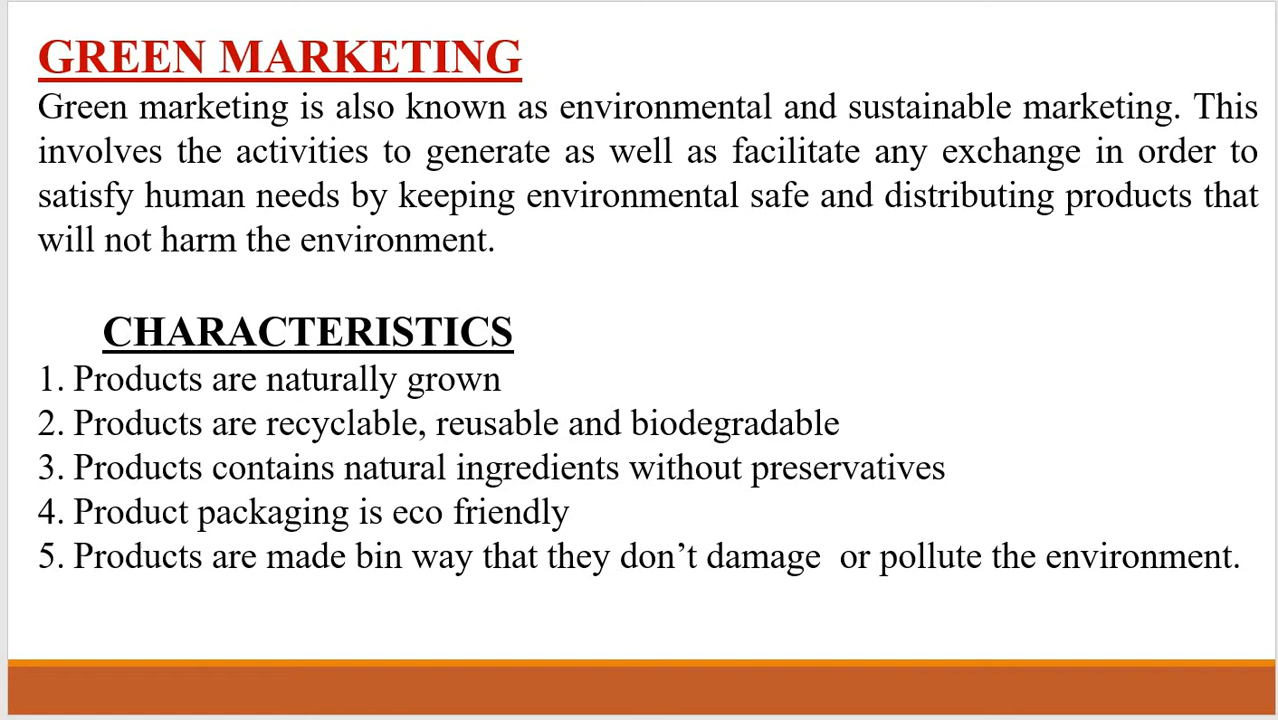 GREEN MARKETING
Green marketing is also known as environmental and sustainable marketing. This
involves the activities to generate as well as facilitate any exchange in order to
satisfy human needs by keeping environmental safe and distributing products that
will not harm the environment.
CHARACTERISTICS
1. Products are naturally grown
2. Products are recyclable, reusable and biodegradable
3. Products contains natural ingredients without preservatives
4. Product packaging is eco friendly
5. Products are made bin way that they don’t damage  or pollute the environment.